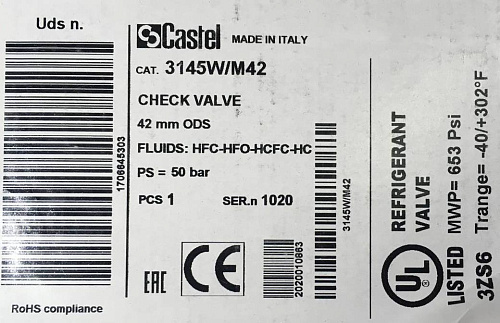 Uds n.
1706645303
RoHS compliance
Castel MADE IN ITALY
CAT. 3145W/M42
CHECK VALVE
42 mm ODS
FLUIDS: HFC-HFO-HCFC-HC
PS = 50 bar
PCS 1 SER.n 1020
EAC CE
2020010863
3145W/M42
UL
LISTED
REFRIGERANT
VALVE
MWP= 653 Psi
Trange= -40/+302°F
3ZS6